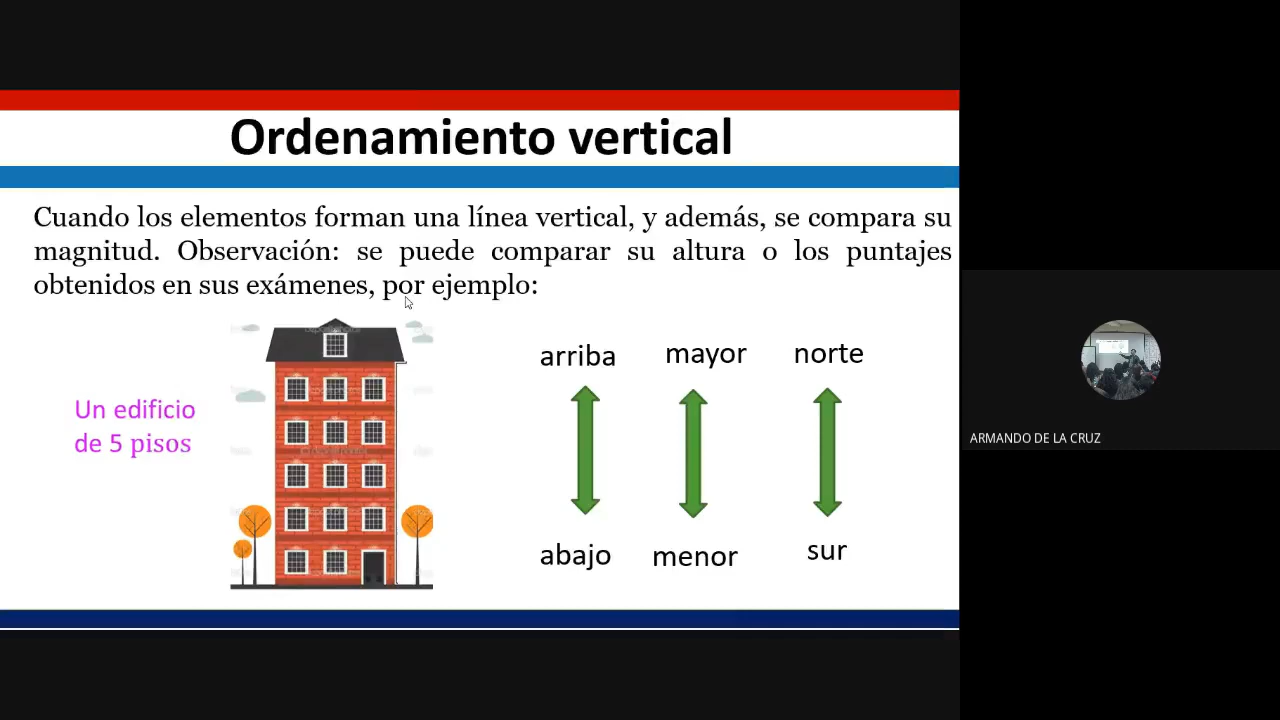 Ordenamiento vertical
Cuando los elementos forman una línea vertical, y además, se compara su
magnitud. Observación: se puede comparar su altura o los puntajes
obtenidos en sus exámenes, por ejemplo:
Un edificio
de 5 pisos
arriba
mayor
norte
abajo
menor
sur
ARMANDO DE LA CRUZ